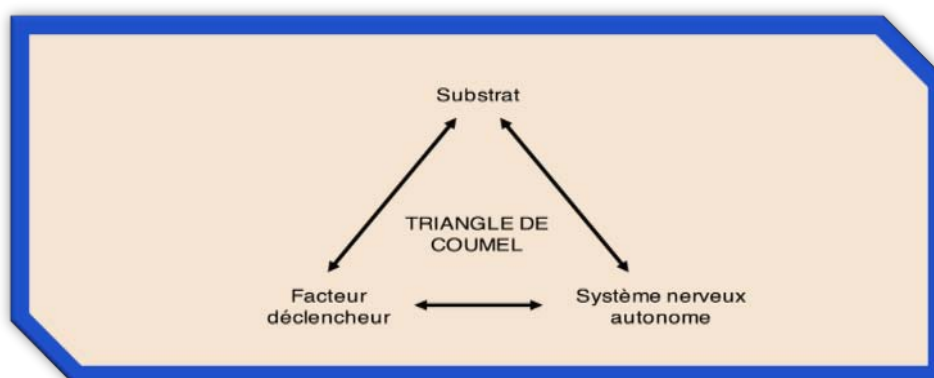 Substrat
TRIANGLE DE
COUMEL
Facteur
déclencheur
Système nerveux
autonome